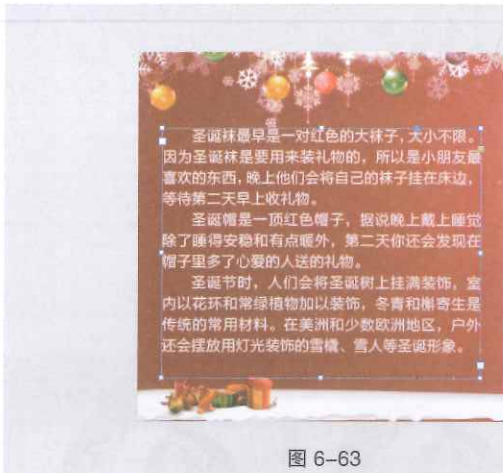 圣诞袜最早是一对红色的大袜子，大小不限。
因为圣诞袜是要用来装礼物的，所以是小朋友最
喜欢的东西，晚上他们会将自己的袜子挂在床边，
等待第二天早上收礼物。
圣诞帽是一顶红色帽子，据说晚上戴上睡觉
除了睡得安稳和有点暖外，第二天你还会发现在
帽子里多了心爱的人送的礼物。
圣诞节时，人们会将圣诞树上挂满装饰，室
内以花环和常绿植物加以装饰，冬青和槲寄生是
传统的常用材料。在美洲和少数欧洲地区，户外
还会摆放用灯光装饰的雪橇、雪人等圣诞形象。
图 6-63